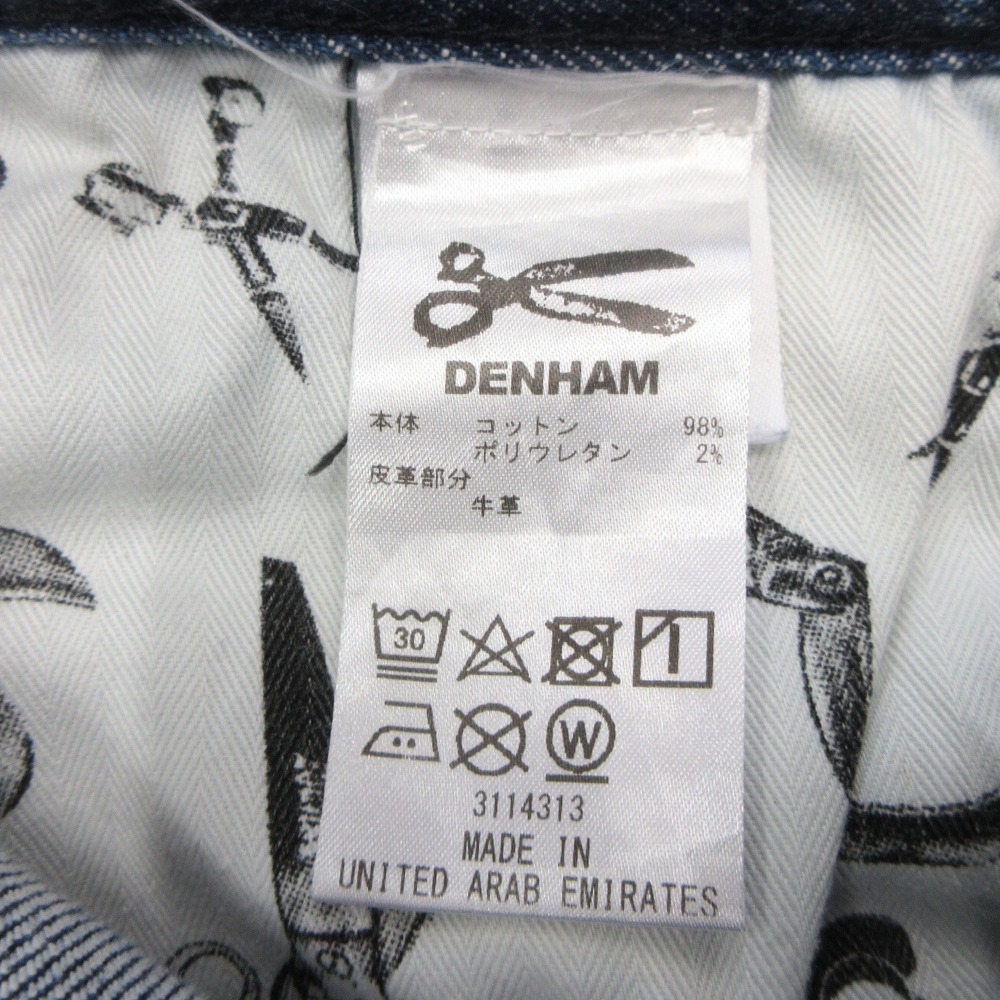 DENHAM
本体 コットン 98%
ポリウレタン 2%
皮革部分
牛革
30
W
3114313
MADE IN
UNITED ARAB EMIRATES